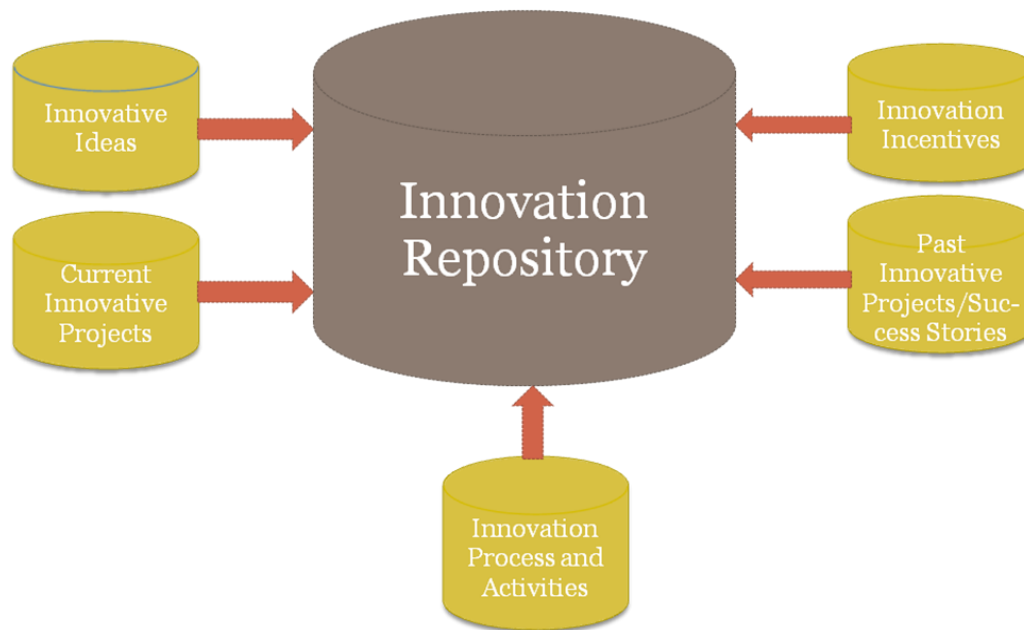 Innovative
Ideas
Current
Innovative
Projects
Innovation
Repository
Innovation
Incentives
Past
Innovative
Projects/Suc-
cess Stories
Innovation
Process and
Activities